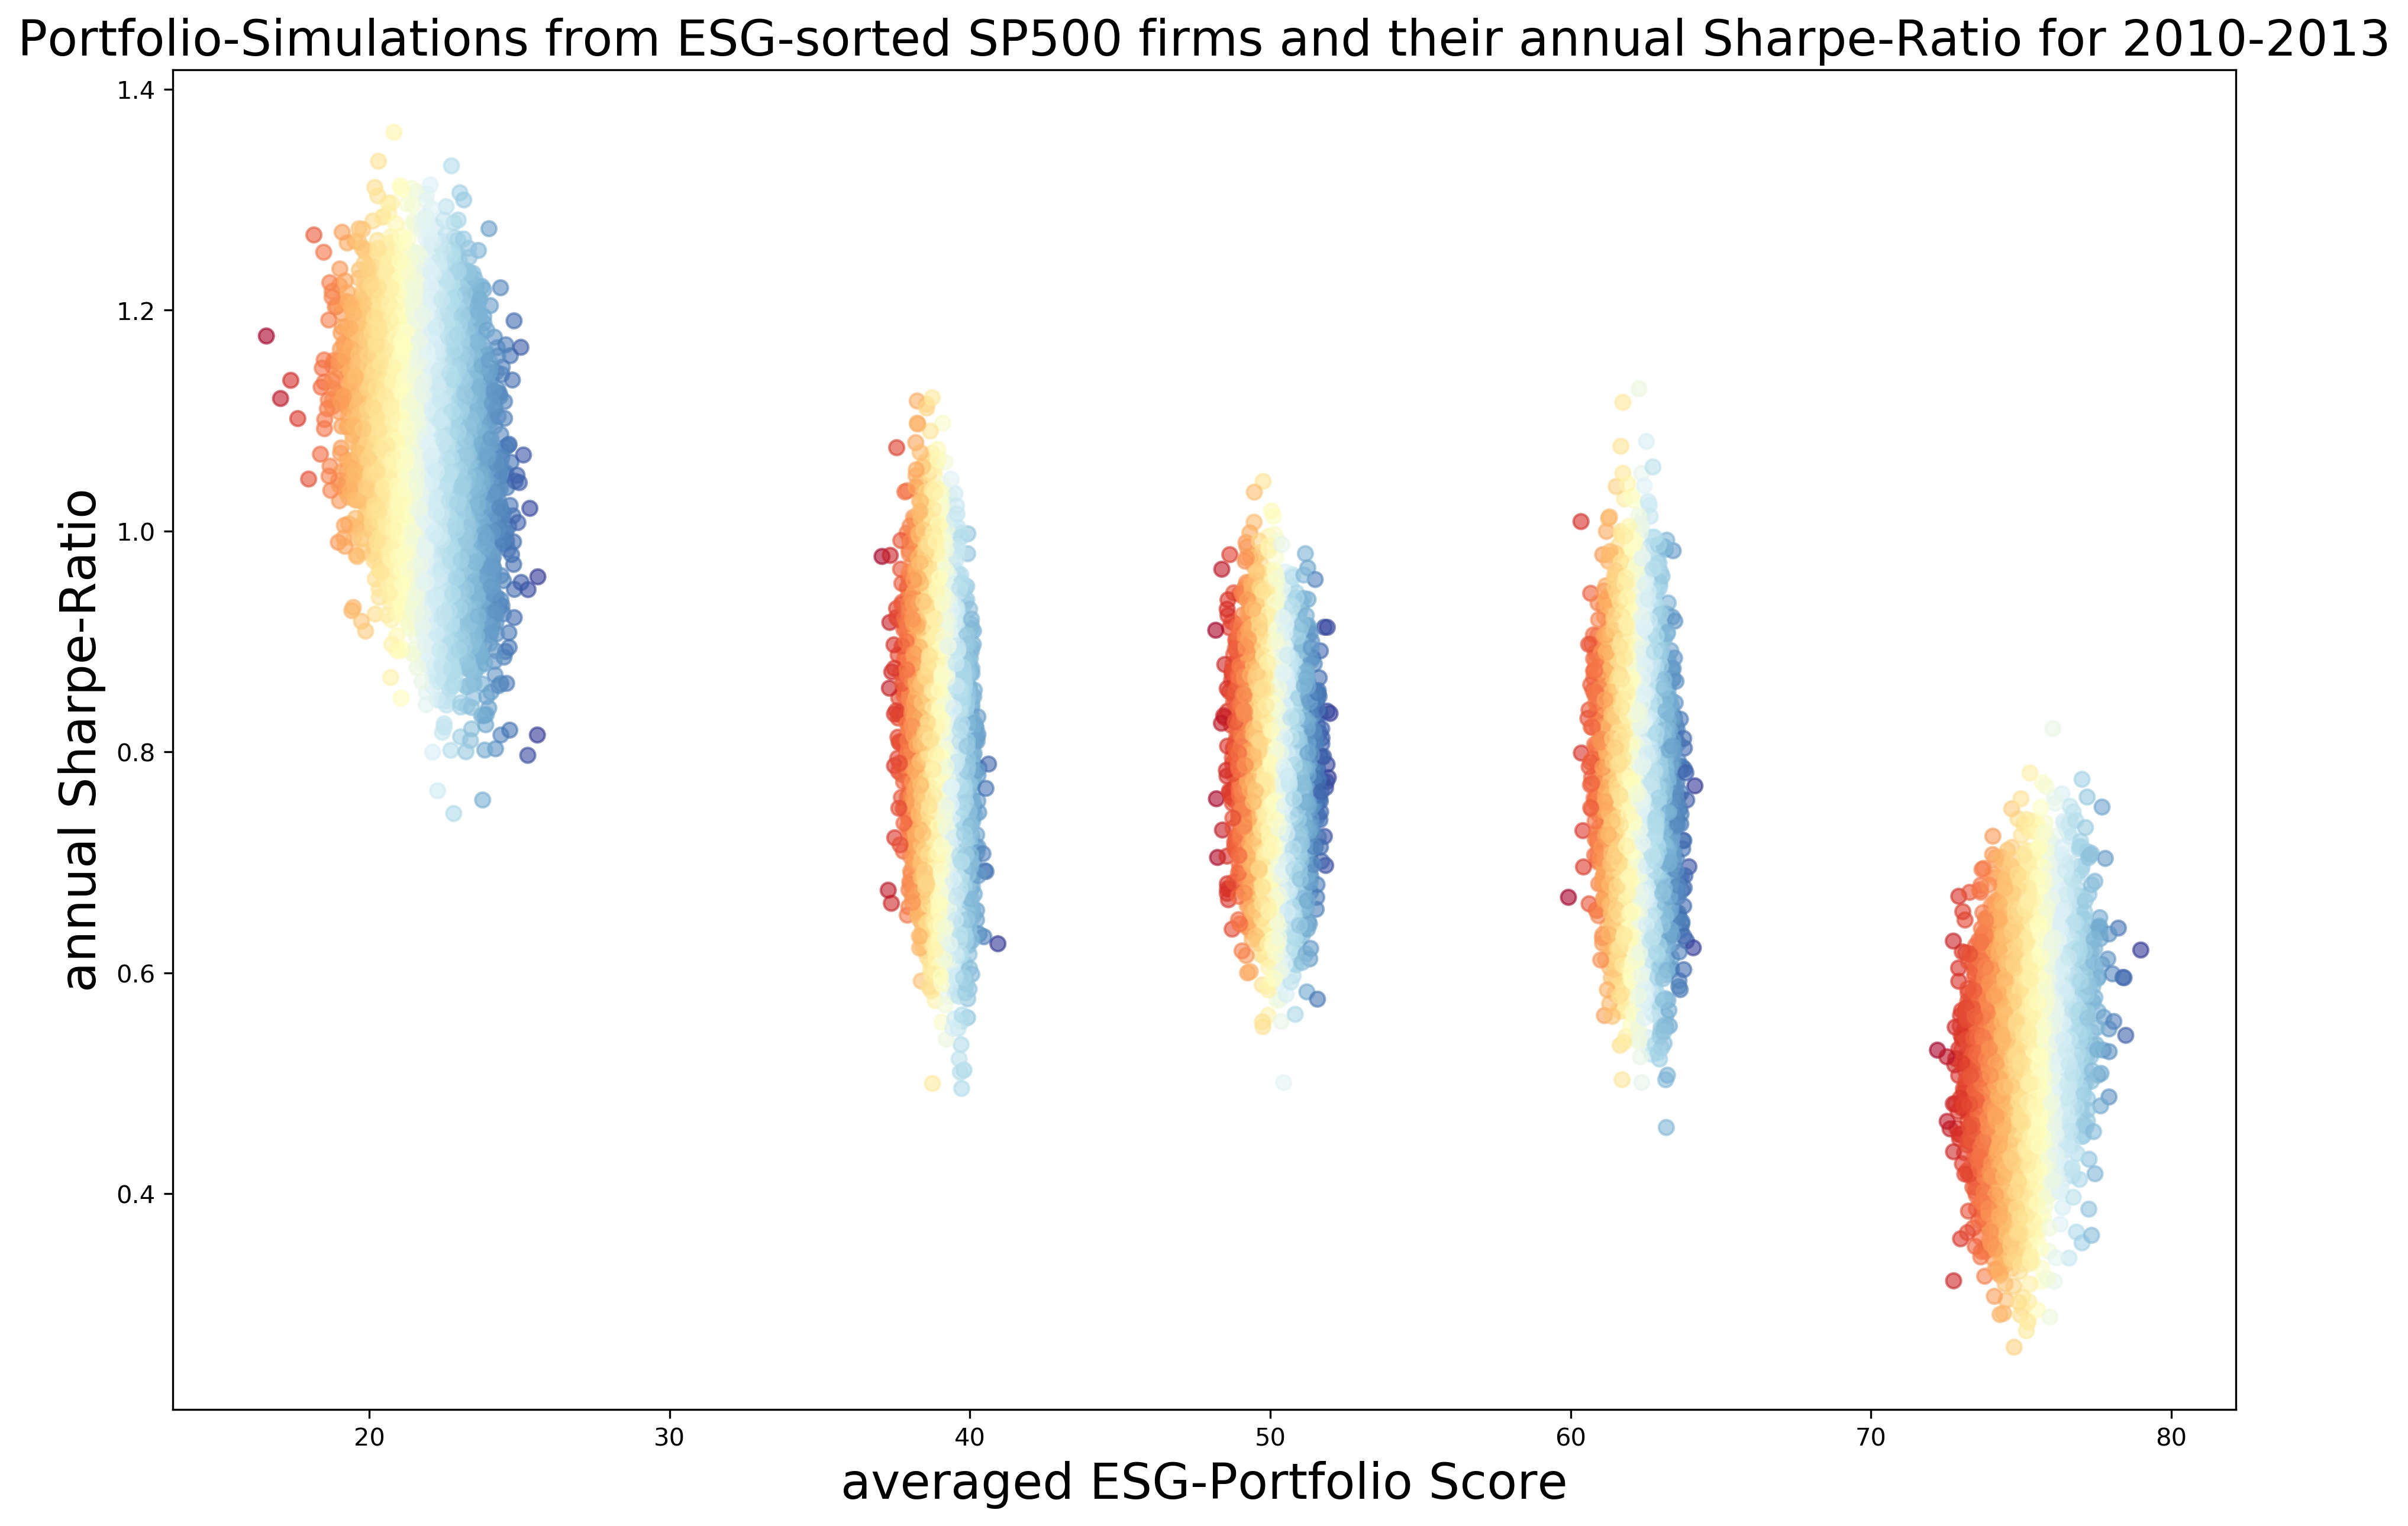 Portfolio-Simulations from ESG-sorted SP500 firms and their annual Sharpe-Ratio for 2010-2013
1.4
1.2
1.0
0.8
0.6
0.4
annual Sharpe-Ratio
20 30 40 50 60 70 80
averaged ESG-Portfolio Score